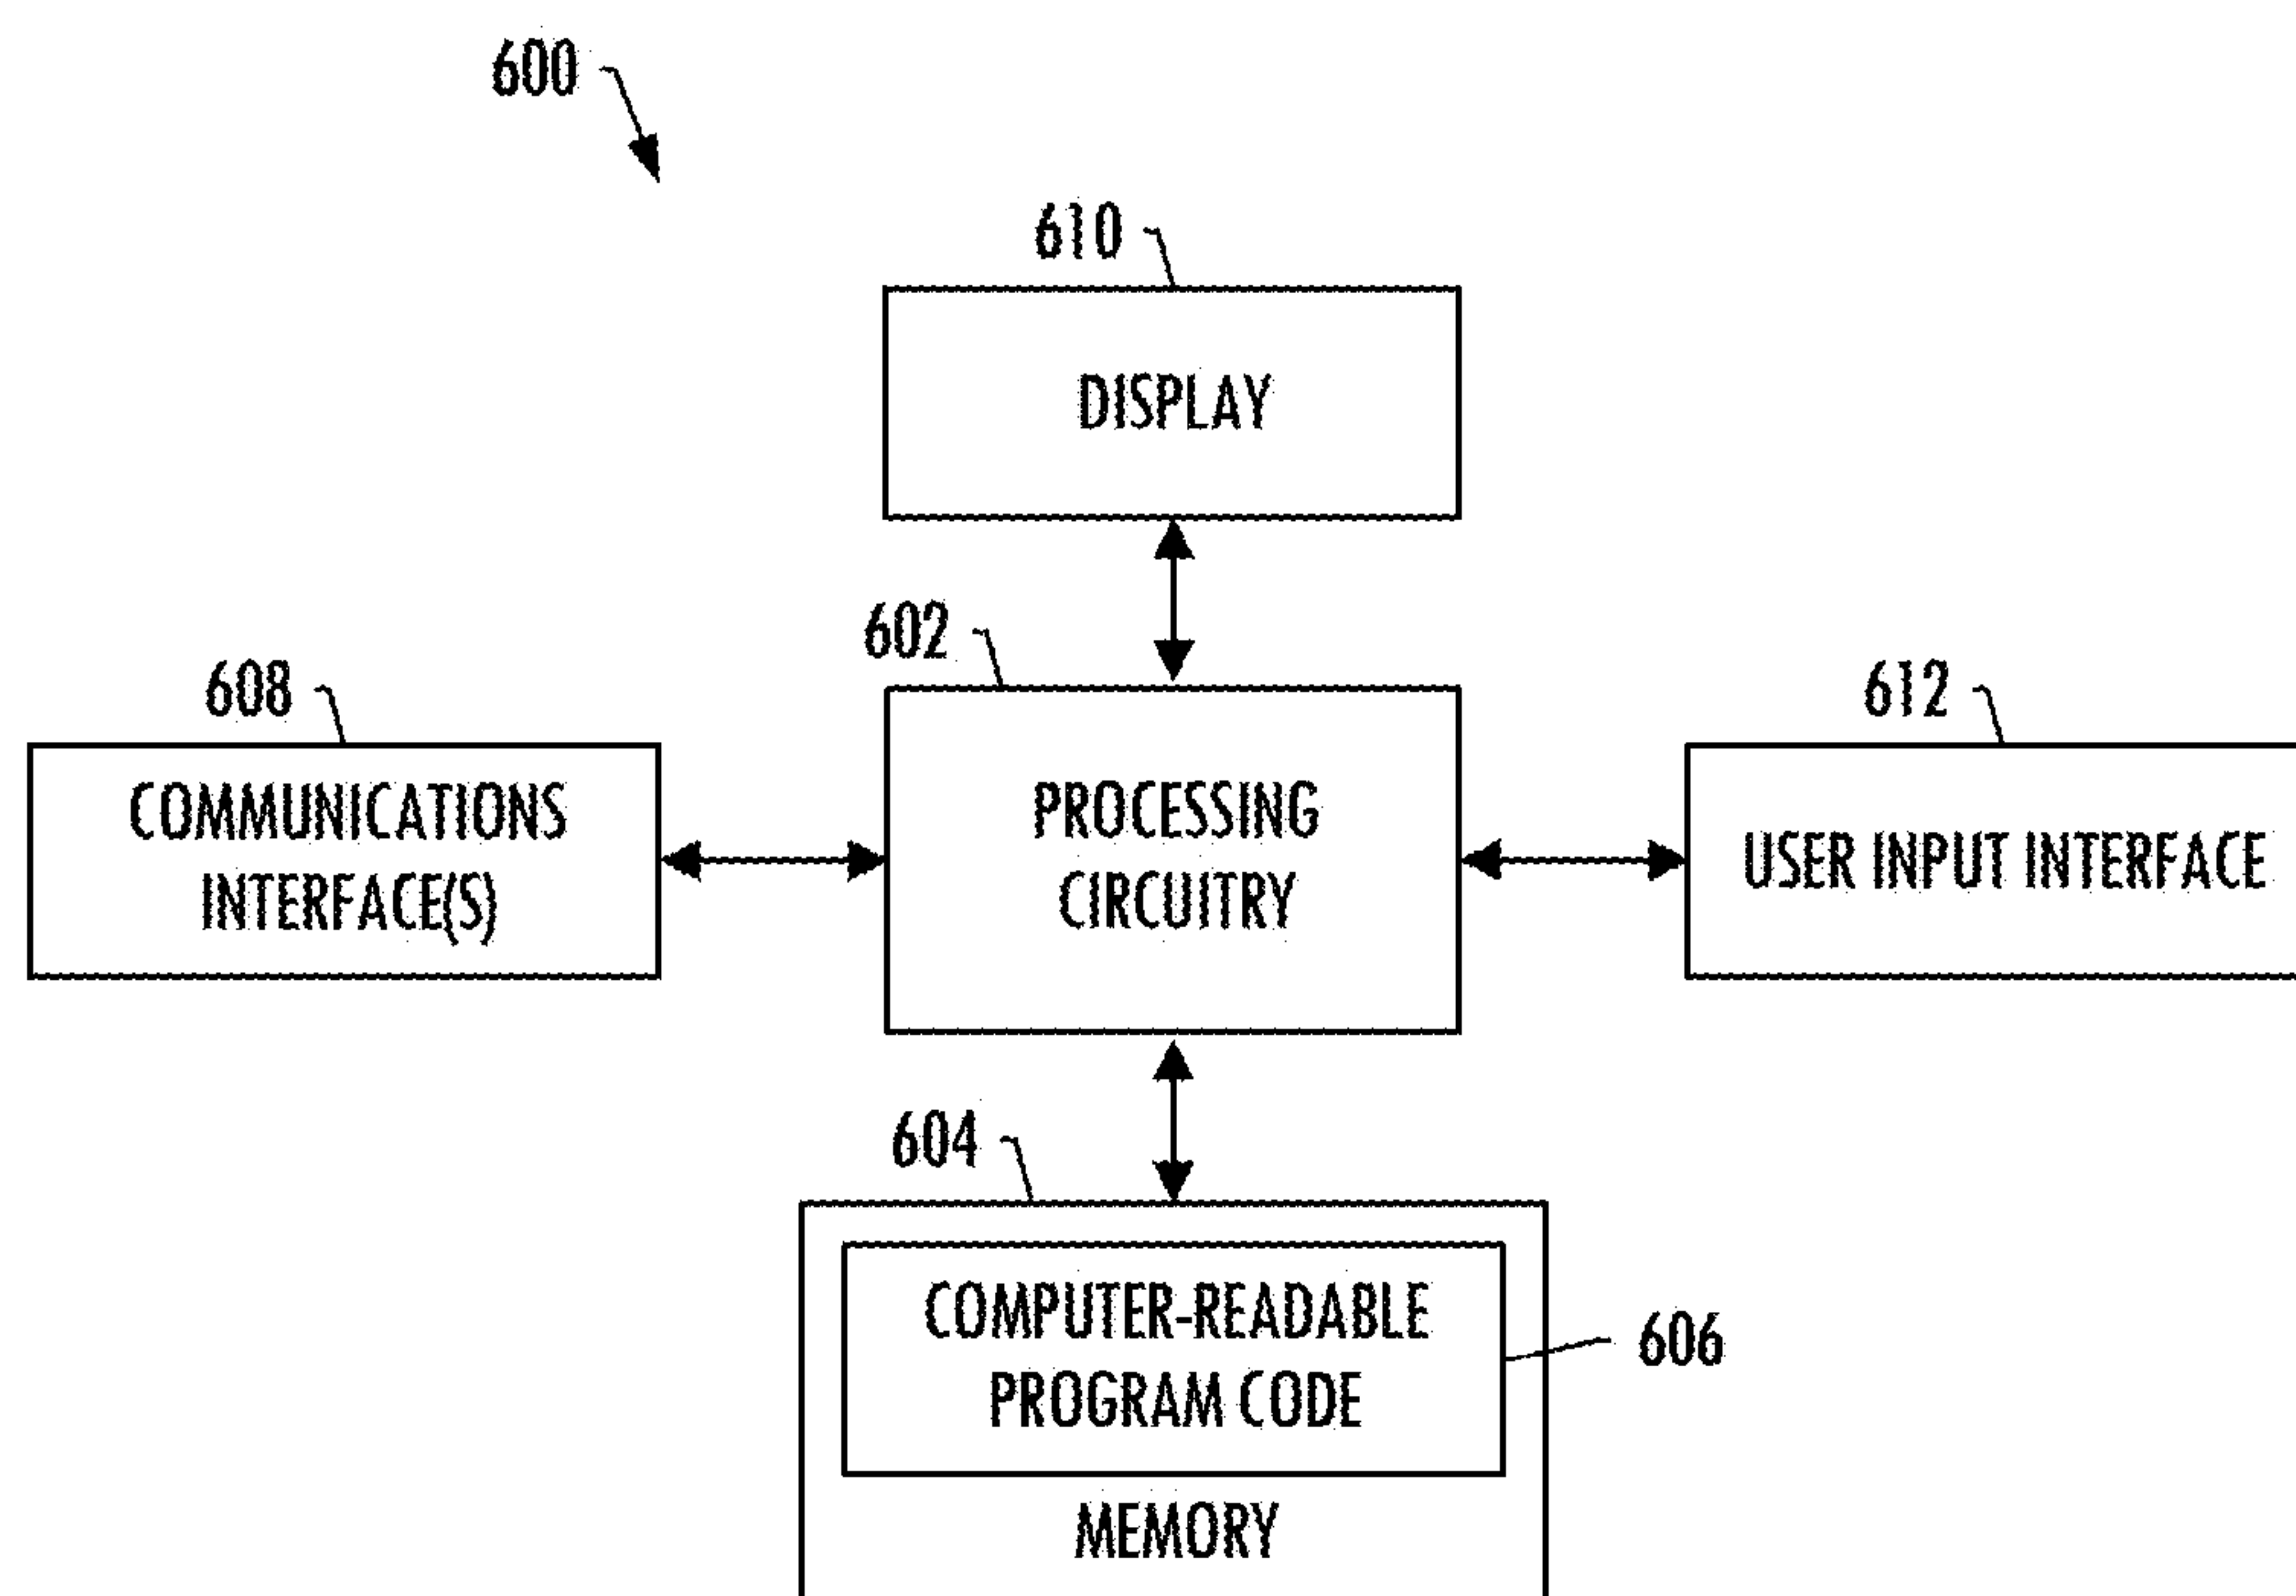 600
610
DISPLAY
602
608
612
COMMUNICATIONS
INTERFACE(S)
PROCESSING
CIRCUITRY
USER INPUT INTERFACE
604
COMPUTER-READABLE
PROGRAM CODE
606
MEMORY